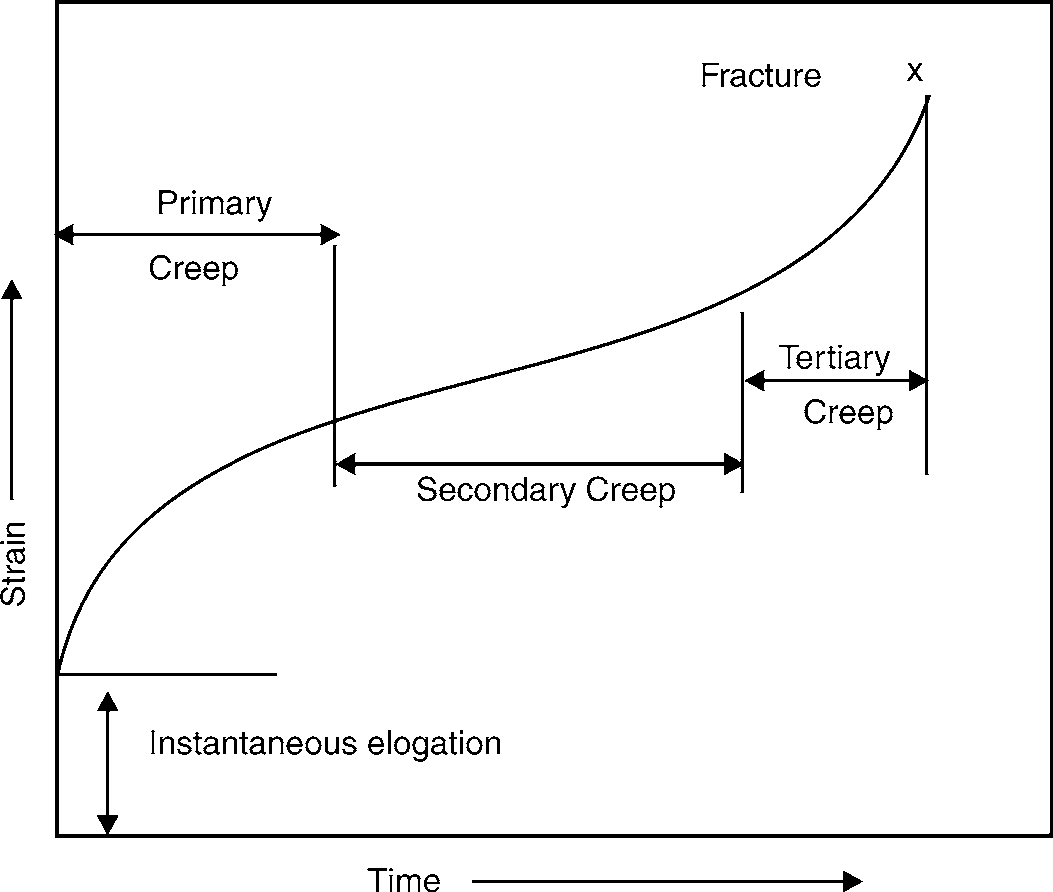 Fracture x
Primary
Creep
Tertiary
Creep
Secondary Creep
Strain
Instantaneous elogation
Time